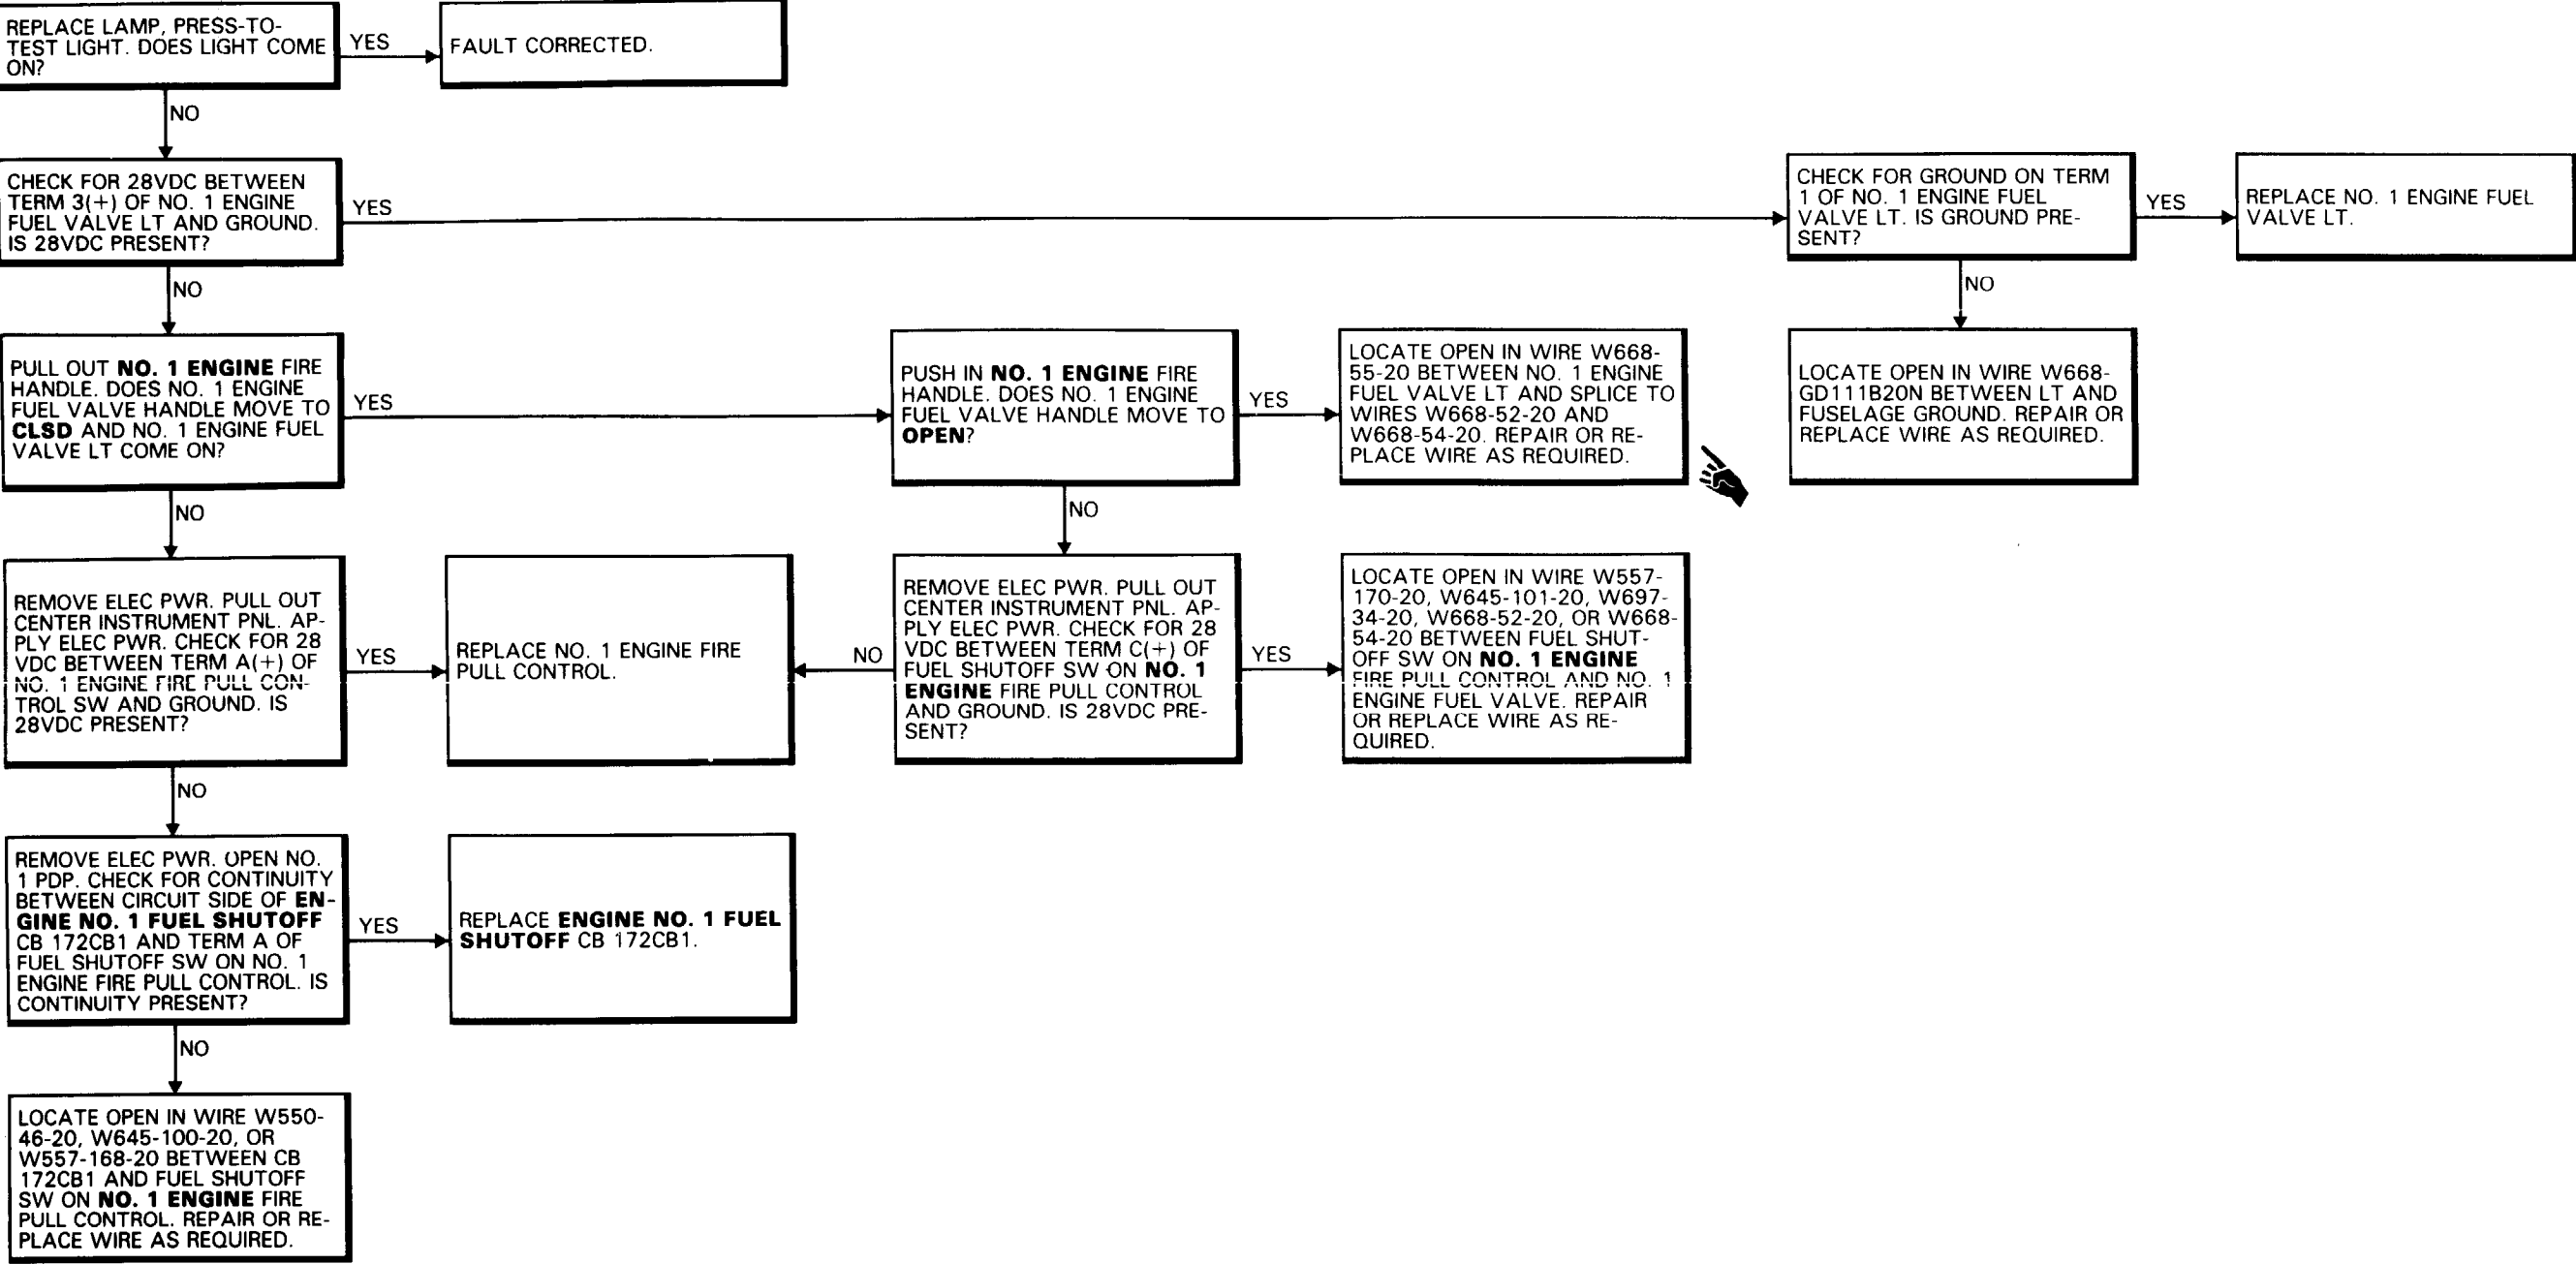 REPLACE LAMP, PRESS-TO-
TEST LIGHT. DOES LIGHT COME
ON?
YES
FAULT CORRECTED.
NO
CHECK FOR 28VDC BETWEEN
TERM 3(+) OF NO. 1 ENGINE
FUEL VALVE LT AND GROUND.
IS 28VDC PRESENT?
YES
CHECK FOR GROUND ON TERM
1 OF NO. 1 ENGINE FUEL
VALVE LT. IS GROUND PRE-
SENT?
YES
REPLACE NO. 1 ENGINE FUEL
VALVE LT.
NO
NO
PULL OUT NO. 1 ENGINE FIRE
HANDLE. DOES NO. 1 ENGINE
FUEL VALVE HANDLE MOVE TO
CLSD AND NO. 1 ENGINE FUEL
VALVE LT COME ON?
YES
PUSH IN NO. 1 ENGINE FIRE
HANDLE. DOES NO. 1 ENGINE
FUEL VALVE HANDLE MOVE TO
OPEN?
YES
LOCATE OPEN IN WIRE W668-
55-20 BETWEEN NO. 1 ENGINE
FUEL VALVE LT AND SPLICE TO
WIRES W668-52-20 AND
W668-54-20. REPAIR OR RE-
PLACE WIRE AS REQUIRED.
LOCATE OPEN IN WIRE W668-
GD111B20N BETWEEN LT AND
FUSELAGE GROUND. REPAIR OR
REPLACE WIRE AS REQUIRED.
NO
NO
REMOVE ELEC PWR. PULL OUT
CENTER INSTRUMENT PNL. AP-
PLY ELEC PWR. CHECK FOR 28
VDC BETWEEN TERM A(+) OF
NO. 1 ENGINE FIRE PULL CON-
TROL SW AND GROUND. IS
28VDC PRESENT?
YES
REPLACE NO. 1 ENGINE FIRE
PULL CONTROL.
NO
REMOVE ELEC PWR. PULL OUT
CENTER INSTRUMENT PNL. AP-
PLY ELEC PWR. CHECK FOR 28
VDC BETWEEN TERM C(+) OF
FUEL SHUTOFF SW ON NO. 1
ENGINE FIRE PULL CONTROL
AND GROUND. IS 28VDC PRE-
SENT?
YES
LOCATE OPEN IN WIRE W557-
170-20, W645-101-20, W697-
34-20, W668-52-20, OR W668-
54-20 BETWEEN FUEL SHUT-
OFF SW ON NO. 1 ENGINE
FIRE PULL CONTROL AND NO. 1
ENGINE FUEL VALVE. REPAIR
OR REPLACE WIRE AS RE-
QUIRED.
NO
REMOVE ELEC PWR. OPEN NO.
1 PDP. CHECK FOR CONTINUITY
BETWEEN CIRCUIT SIDE OF EN-
GINE NO. 1 FUEL SHUTOFF
CB 172CB1 AND TERM A OF
FUEL SHUTOFF SW ON NO. 1
ENGINE FIRE PULL CONTROL. IS
CONTINUITY PRESENT?
YES
REPLACE ENGINE NO. 1 FUEL
SHUTOFF CB 172CB1.
NO
LOCATE OPEN IN WIRE W550-
46-20, W645-100-20, OR
W557-168-20 BETWEEN CB
172CB1 AND FUEL SHUTOFF
SW ON NO. 1 ENGINE FIRE
PULL CONTROL. REPAIR OR RE-
PLACE WIRE AS REQUIRED.